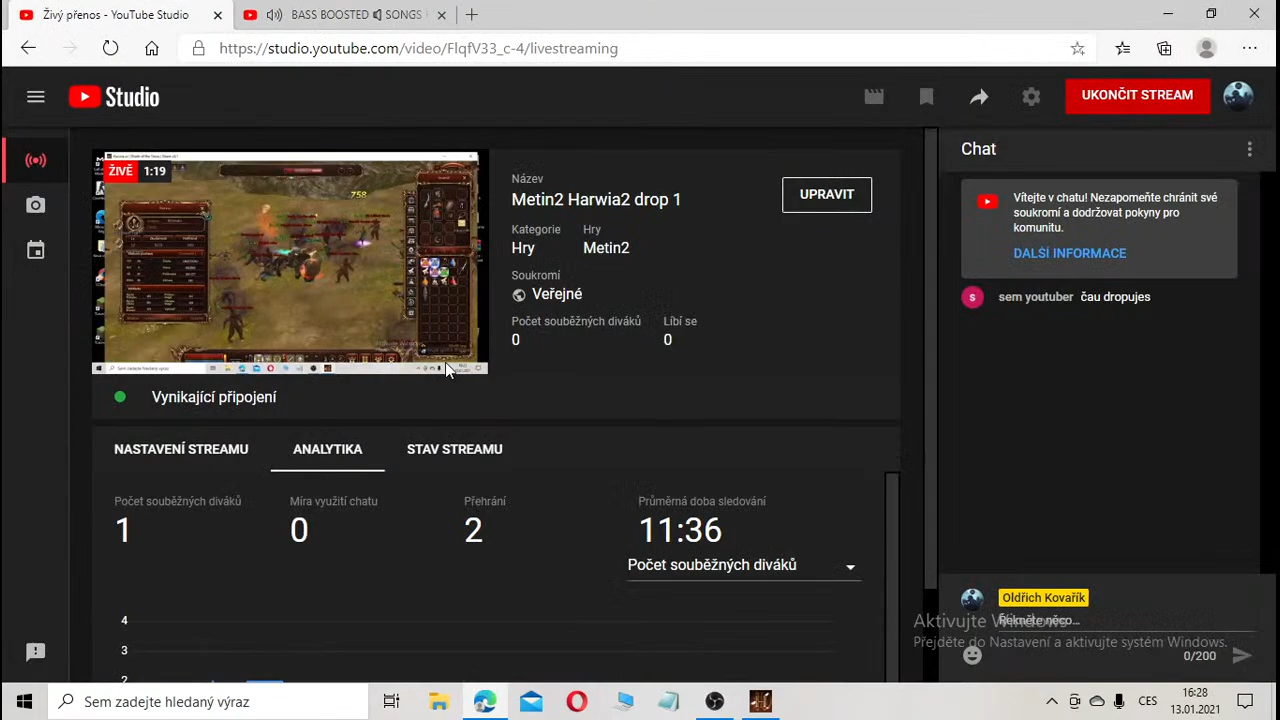 Živý přenos - YouTube Studio
BASS BOOSTED
SONGS
https://studio.youtube.com/video/FlqfV33_c-4/livestreaming
Studio
UKONČIT STREAM
ŽIVĚ 1:19
758
Název
Metin2 Harwia2 drop 1
UPRAVIT
Kategorie Hry
Hry Metin2
Soukromí
Veřejné
Počet souběžných diváků Líbí se
0 0
Vynikající připojení
NASTAVENÍ STREAMU ANALYTIKA STAV STREAMU
Počet souběžných diváků Míra využití chatu Přehrání Průměrná doba sledování
1 0 2 11:36
Počet souběžných diváků
4
3
2
Chat
Vítejte v chatu! Nezapomeňte chránit své
soukromí a dodržovat pokyny pro
komunitu.
DALŠÍ INFORMACE
s sem youtuber čau dropujes
Oldřich Kovařík
Řekněte něco...
0/200
Aktivujte Windows
Přejděte do Nastavení a aktivujte systém Windows.
Sem zadejte hledaný výraz
CES
16:28
13.01.2021